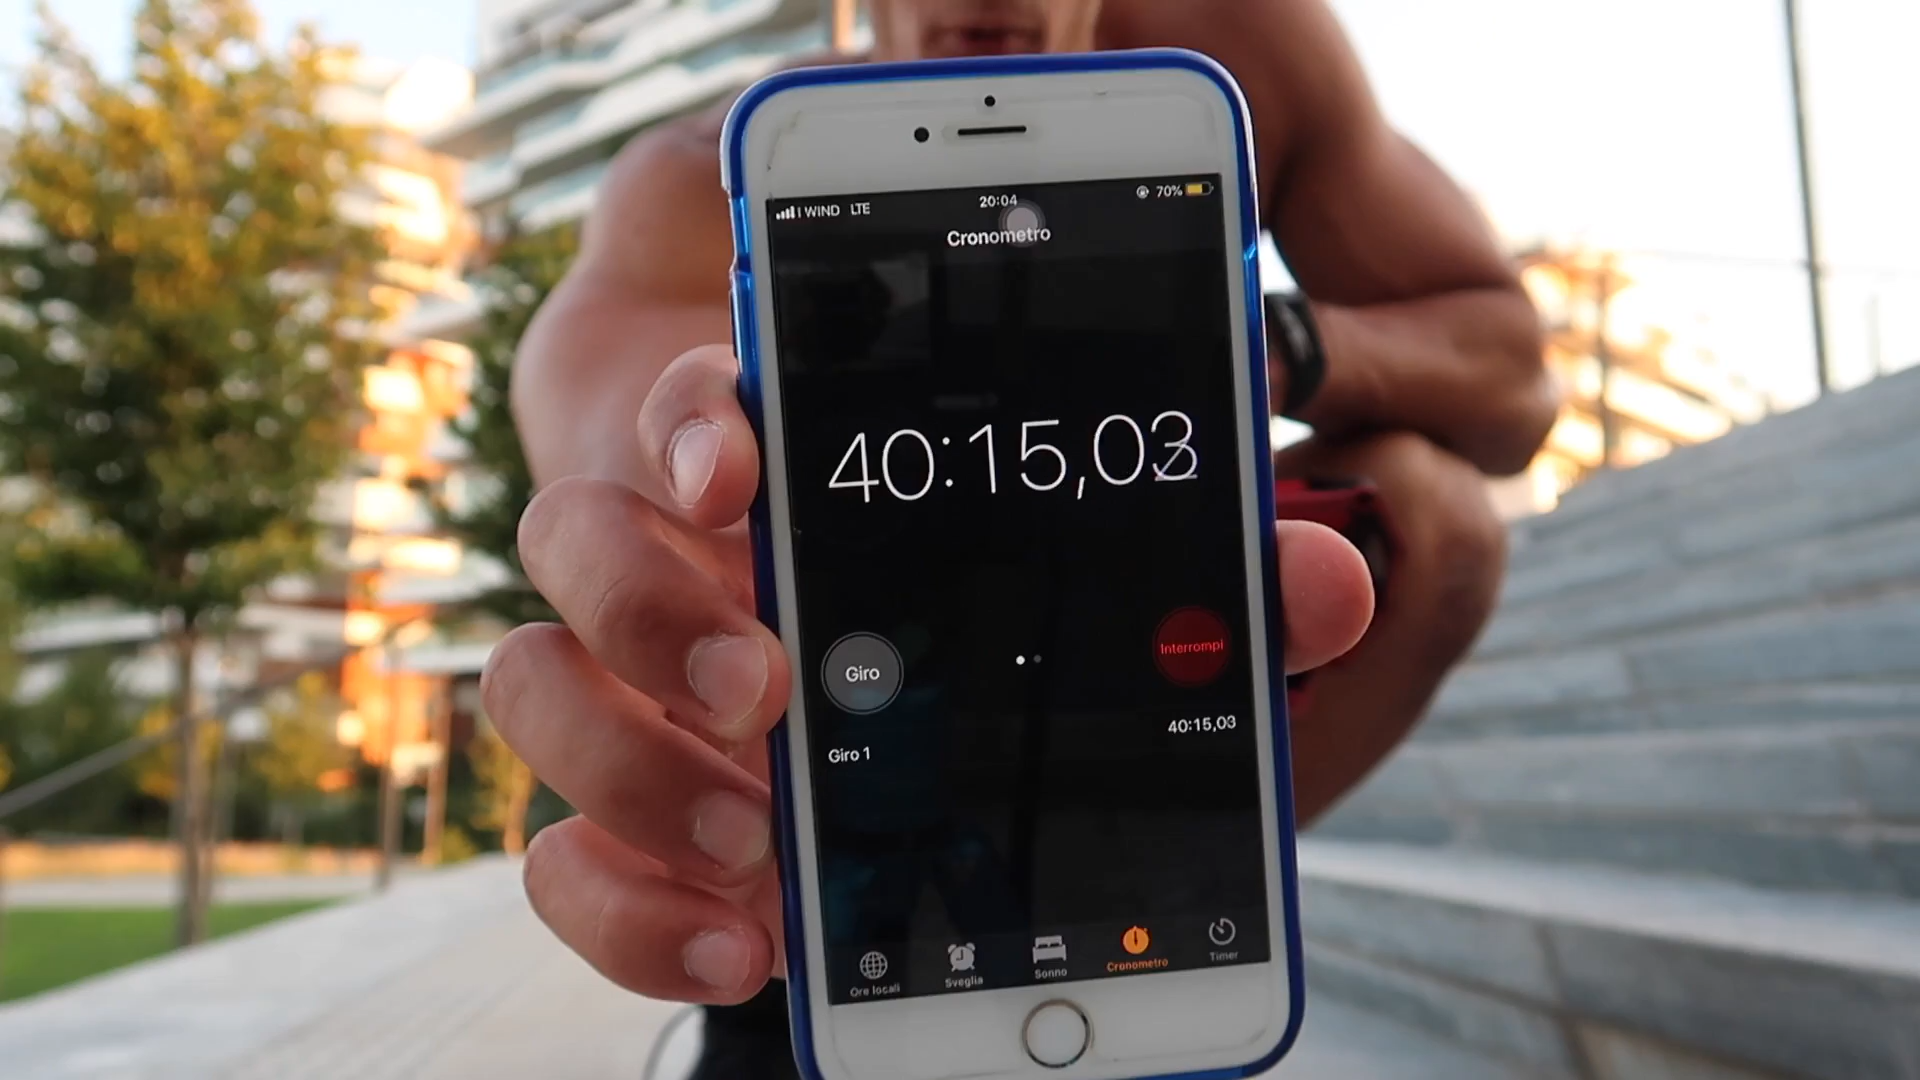 I WIND LTE 20:04 70%
Cronometro
40:15,03
Giro Interrompi
Giro 1 40:15,03
Ore locali Sveglia Sonno Cronometro Timer